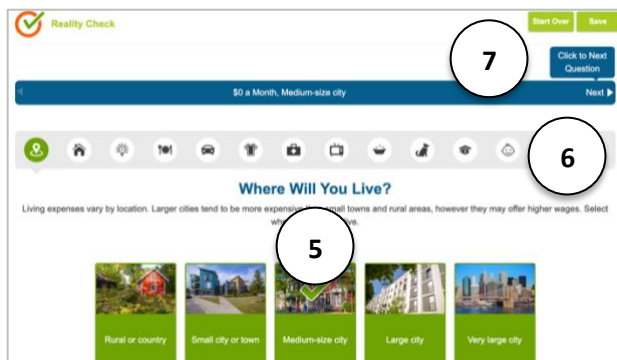 Reality Check
Start Over
Save
7
Click to Next
Question
$0 a Month, Medium-size city
Next
6
Where Will You Live?
Living expenses vary by location. Larger cities tend to be more expensive small towns and rural areas, however they may offer higher wages. Select
5
Rural or country
Small city or town
Medium-size city
Large city
Very large city